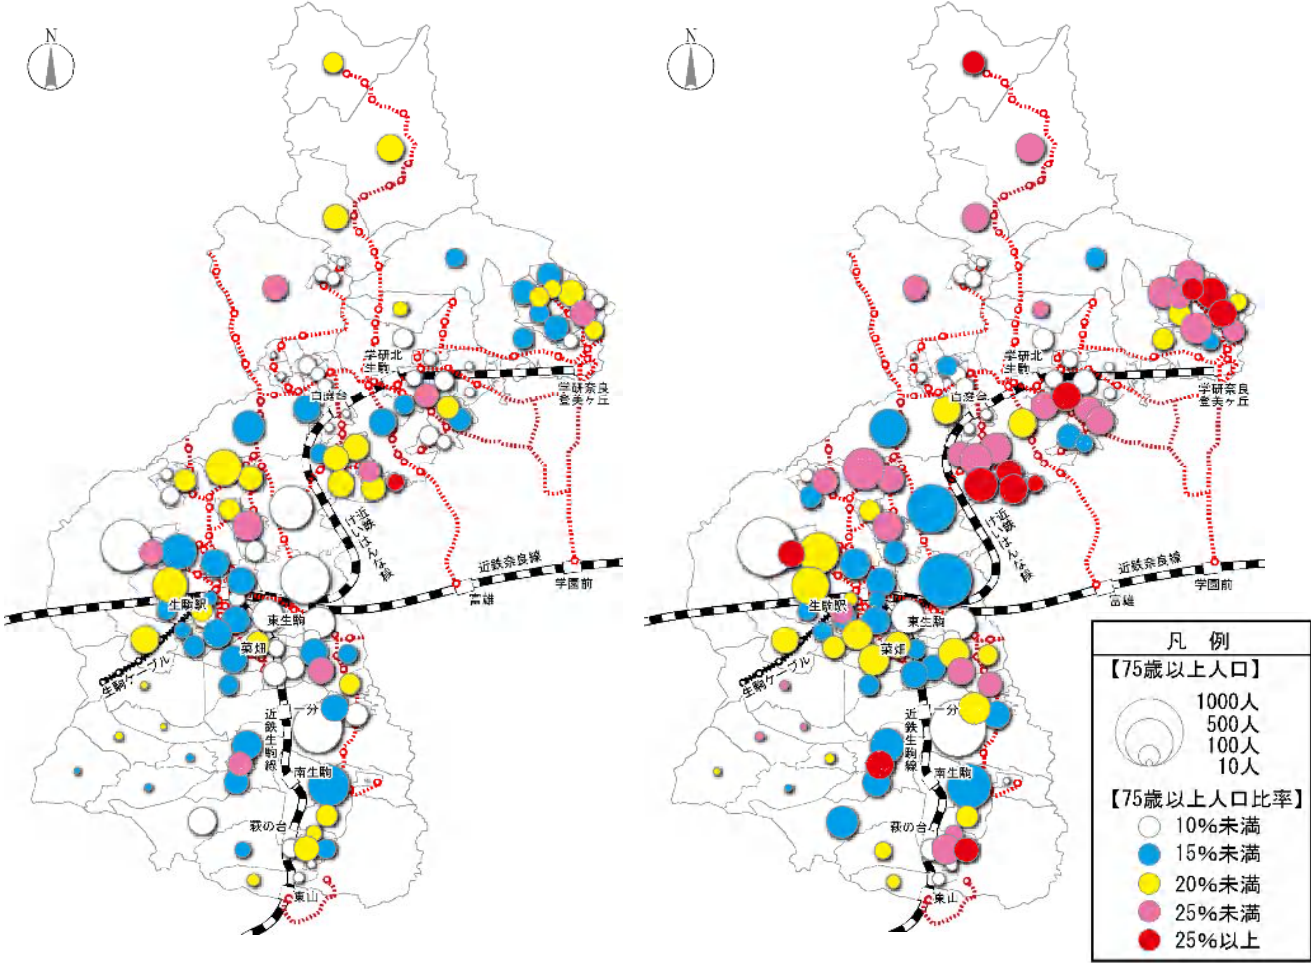 N
学研北
生駒
白庭台
学研奈良
登美ヶ丘
近鉄
けいはんな線
近鉄奈良線
学園前
富雄
生駒駅
東生駒
菜畑
生駒ケーブル
一分
近鉄生駒線
南生駒
萩の台
東山
N
学研北
生駒
白庭台
学研奈良
登美ヶ丘
近鉄
けいはんな線
近鉄奈良線
学園前
富雄
生駒駅
東生駒
菜畑
生駒ケーブル
一分
近鉄生駒線
南生駒
萩の台
東山
凡 例
【75歳以上人口】
1000人
500人
100人
10人
【75歳以上人口比率】
10%未満
15%未満
20%未満
25%未満
25%以上